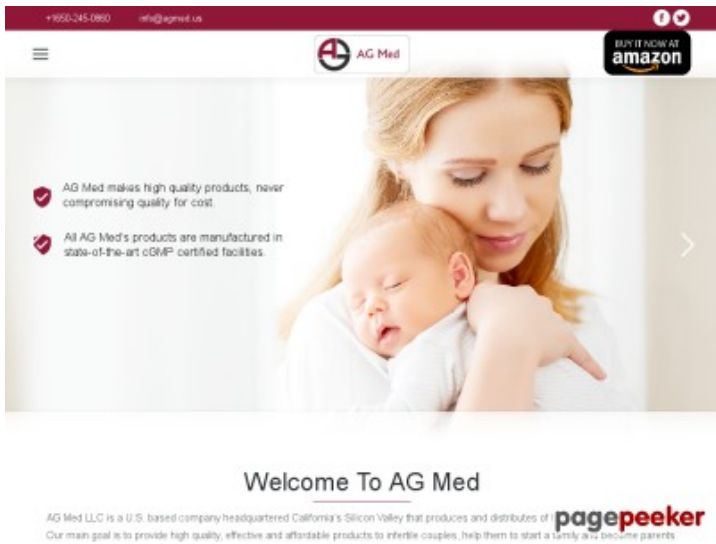 +1650-245-0860 info@agmed.us
BUY IT NOW AT
amazon
AG Med
AG Med makes high quality products, never
compromising quality for cost.
All AG Med's products are manufactured in
state-of-the-art cGMP certified facilities.
Welcome To AG Med
AG Med LLC is a U.S. based company headquartered California's Silicon Valley that produces and distributes of
pagepeeker
Our main goal is to provide high quality, effective and affordable products to infertile couples, help them to start a family and become parents